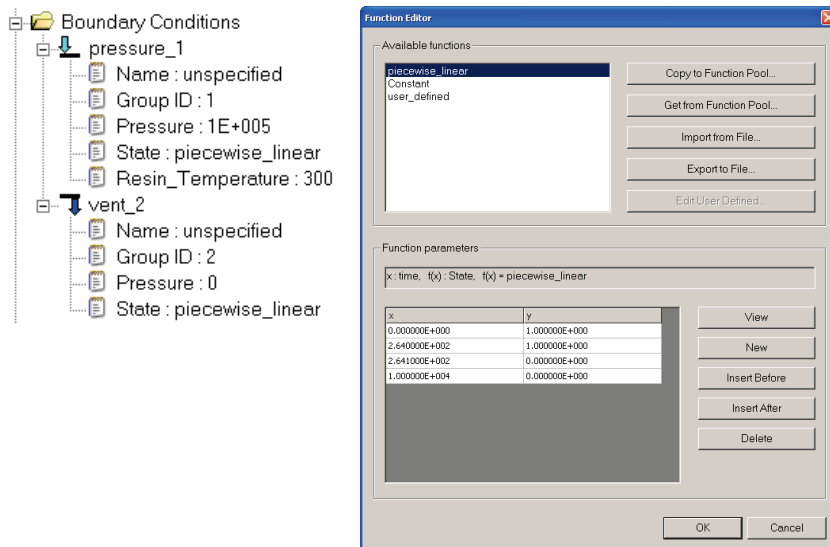 Boundary Conditions
pressure_1
Name : unspecified
Group ID : 1
Pressure : 1E+005
State : piecewise_linear
Resin_Temperature : 300
vent_2
Name : unspecified
Group ID : 2
Pressure : 0
State : piecewise_linear
Function Editor
Available functions
piecewise_linear
Constant
user_defined
Copy to Function Pool...
Get from Function Pool...
Import from File...
Export to File...
Edit User Defined...
Function parameters
x : time,  f(x) : State,  f(x) = piecewise_linear
x y
0.000000E+000 1.000000E+000
2.640000E+002 1.000000E+000
2.641000E+002 0.000000E+000
1.000000E+004 0.000000E+000
View
New
Insert Before
Insert After
Delete
OK Cancel